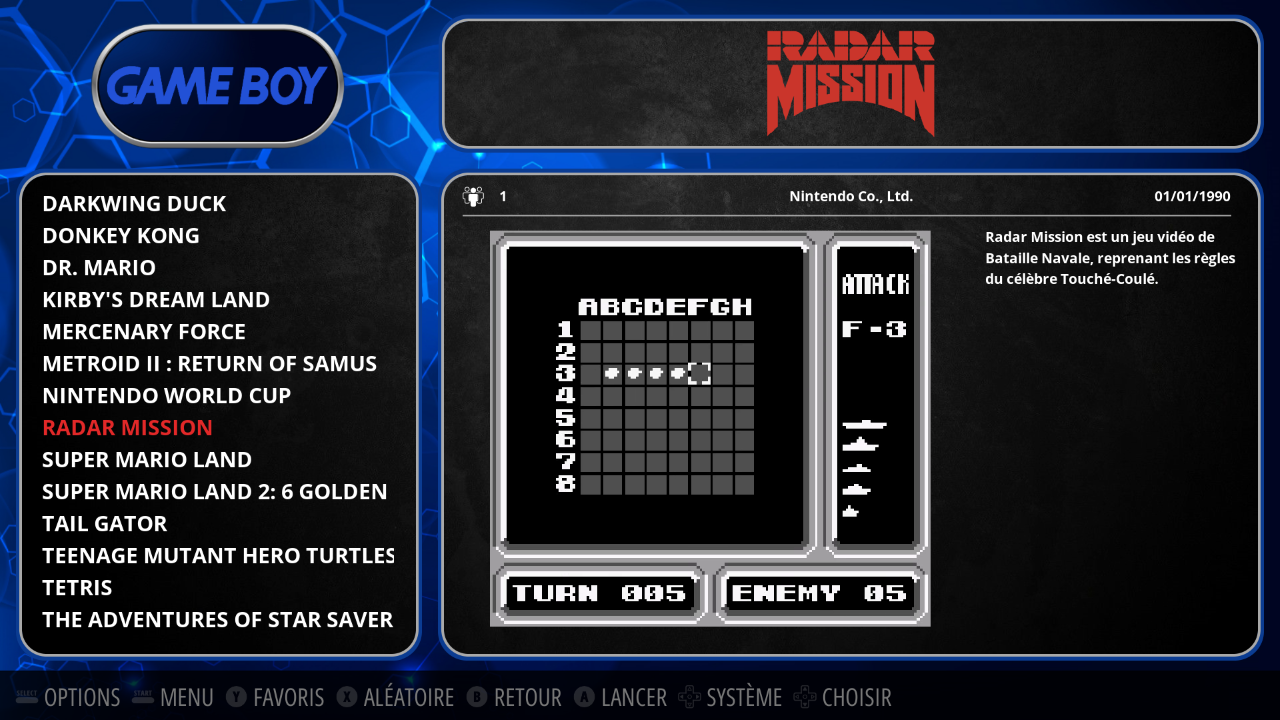 GAME BOY
RADAR
MISSION
DARKWING DUCK
DONKEY KONG
DR. MARIO
KIRBY'S DREAM LAND
MERCENARY FORCE
METROID II : RETURN OF SAMUS
NINTENDO WORLD CUP
RADAR MISSION
SUPER MARIO LAND
SUPER MARIO LAND 2: 6 GOLDEN
TAIL GATOR
TEENAGE MUTANT HERO TURTLES
TETRIS
THE ADVENTURES OF STAR SAVER
1 Nintendo Co., Ltd. 01/01/1990
ABCDEFGH
1
2
3
4
5
6
7
8
ATTACK
F-3
TURN 005
ENEMY 05
Radar Mission est un jeu vidéo de
Bataille Navale, reprenant les règles
du célèbre Touché-Coulé.
SELECT OPTIONS START MENU Y FAVORIS X ALÉATOIRE B RETOUR A LANCER SYSTÈME CHOISIR